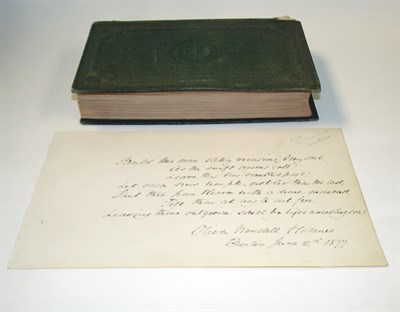 Build thee more stately mansions, O my soul,
As the swift seasons roll!
Leave thy low-vaulted past!
Let each new temple, nobler than the last,
Shut thee from heaven with a dome more vast
Till thou at length art free,
Leaving thine outgrown shell by life's unresting sea!
Oliver Wendell Holmes
Boston June 2d 1877.